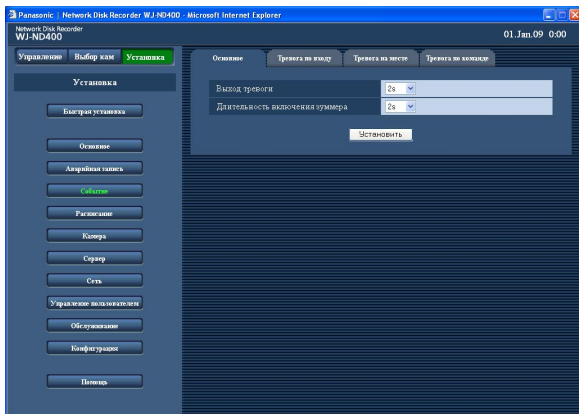 Panasonic | Network Disk Recorder WJ-ND400 - Microsoft Internet Explorer
Network Disk Recorder
WJ-ND400
01.Jan.09 0:00
Управление Выбор кам Установка
Основное Тревога по входу Тревога на месте Тревога по команде
Установка
Выход тревоги 2s
Длительность включения зуммера 2s
Установить
Быстрая установка
Основное
Аварийная запись
Событие
Расписание
Камера
Сервер
Сеть
Управление пользователем
Обслуживание
Конфигурация
Помощь